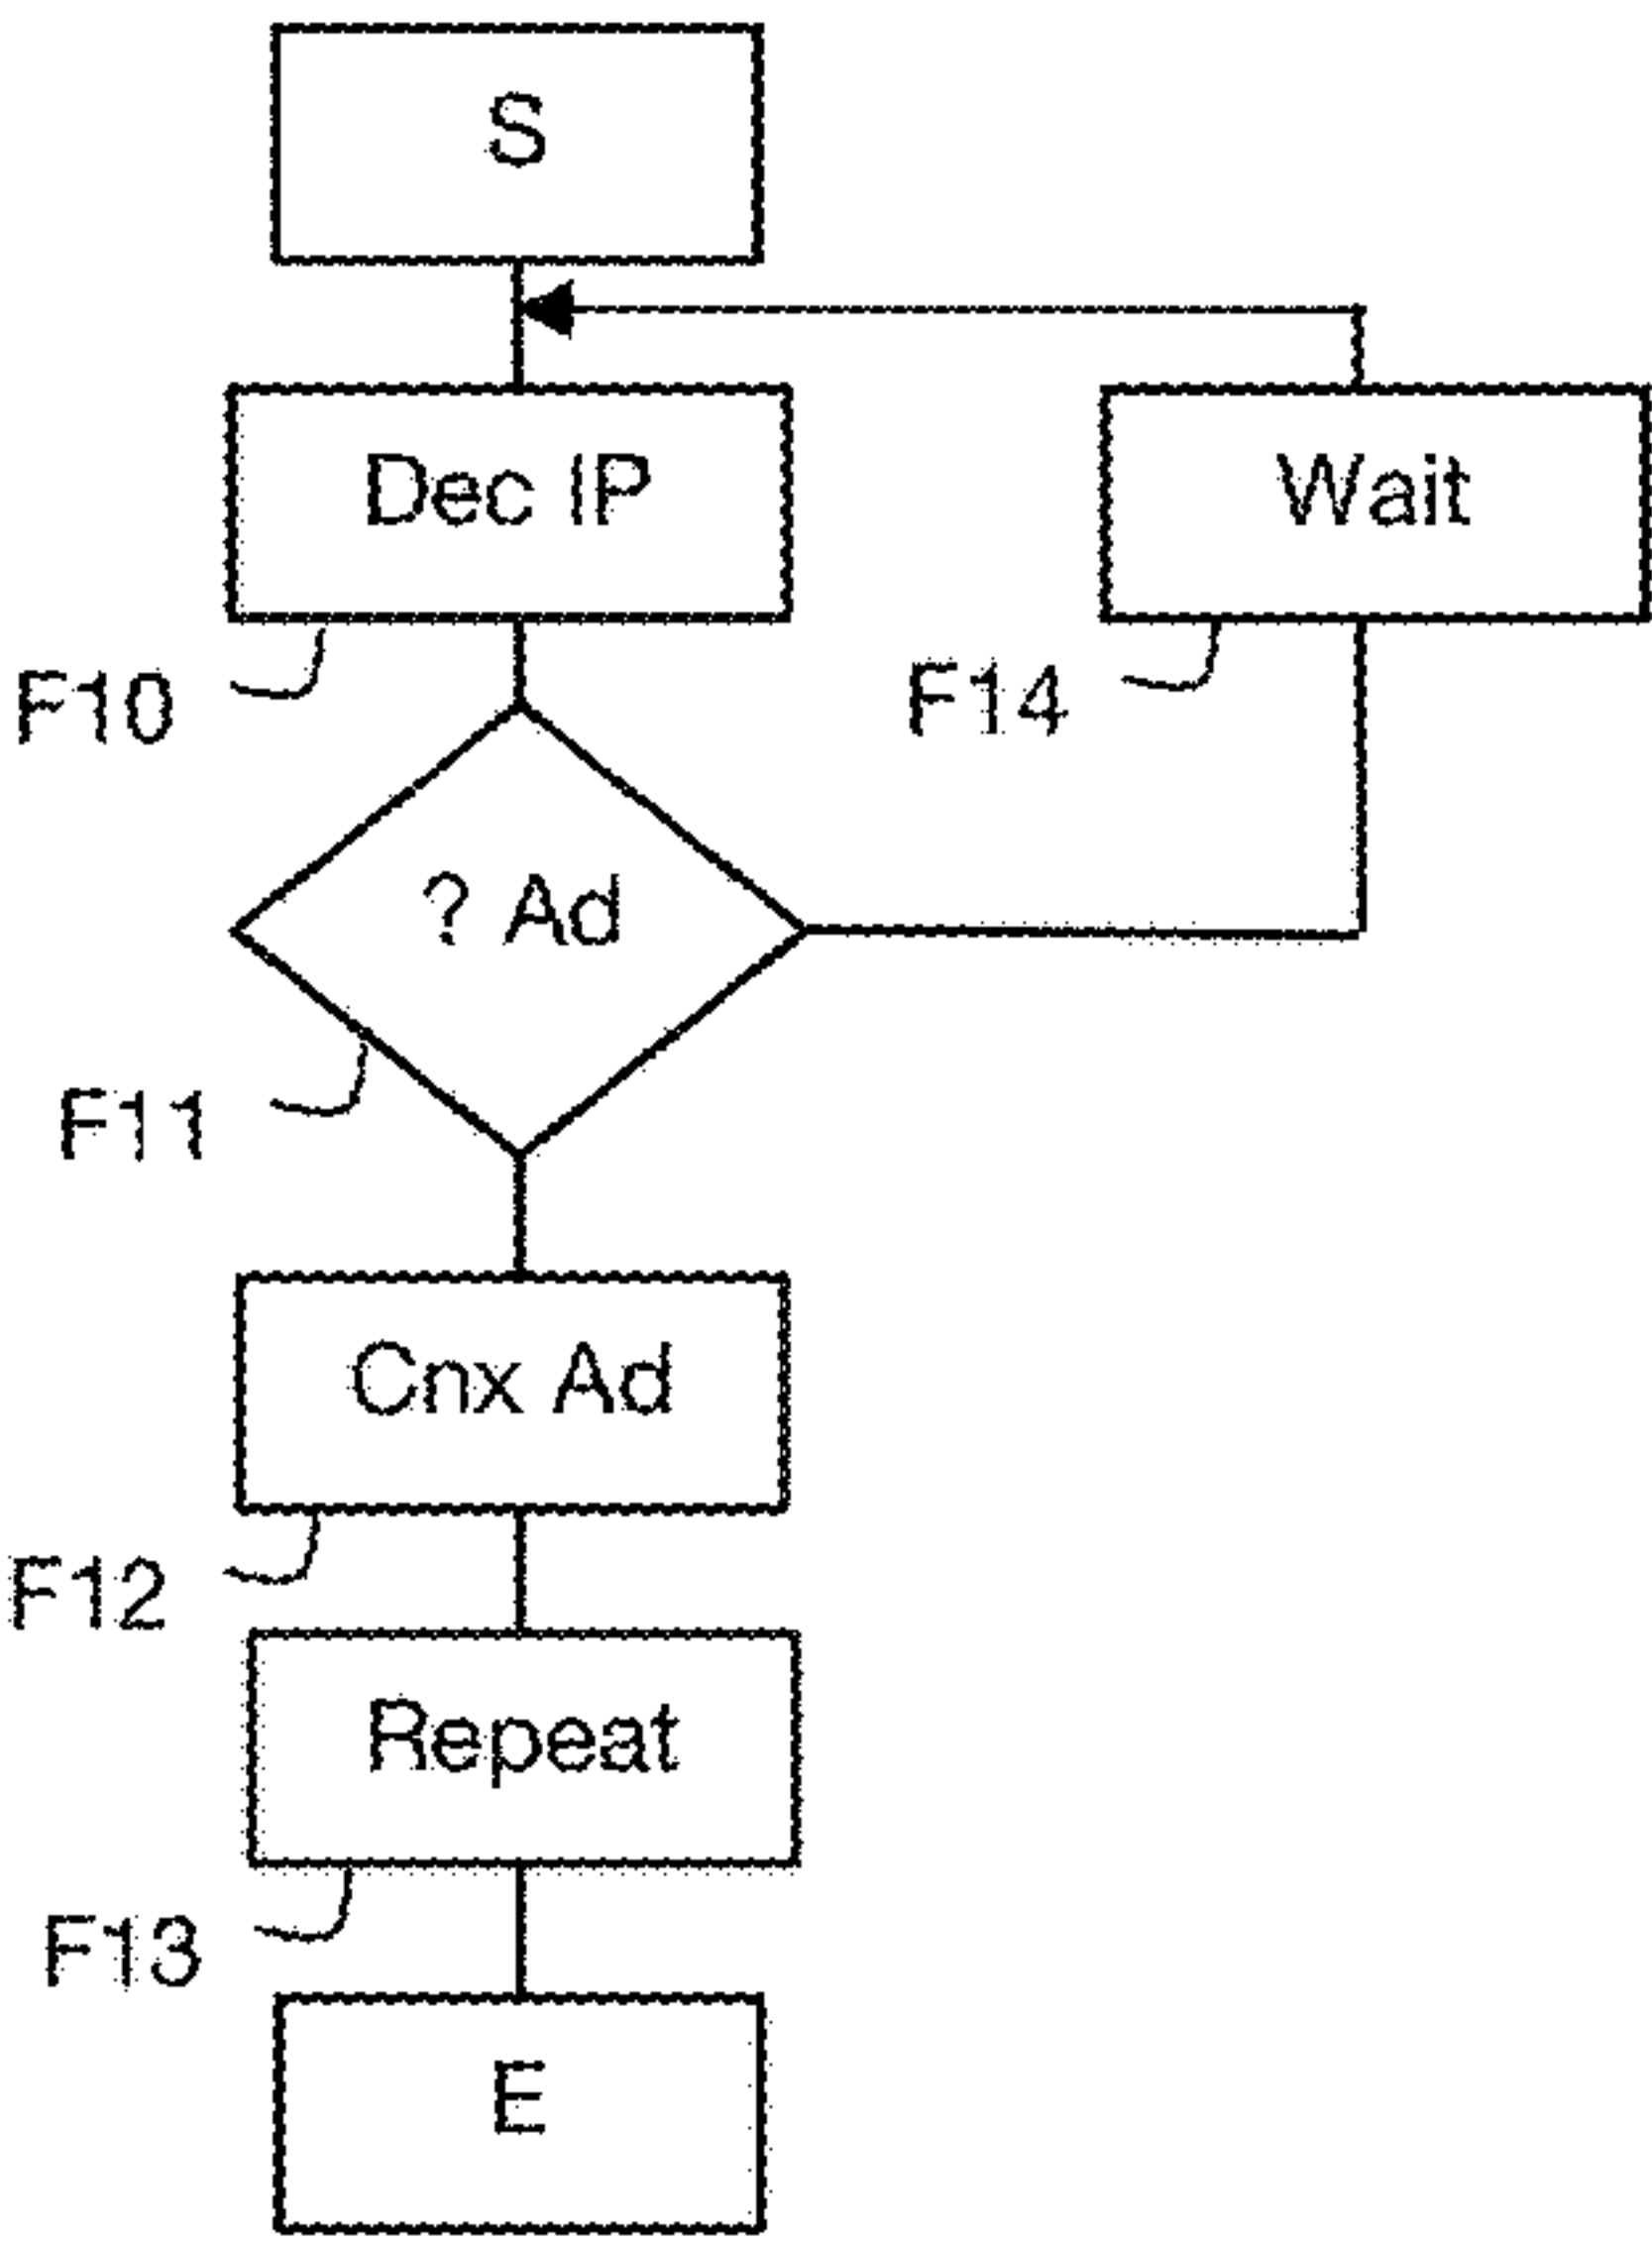 S
Dec IP
Wait
F10
F14
? Ad
F11
Cnx Ad
F12
Repeat
F13
E